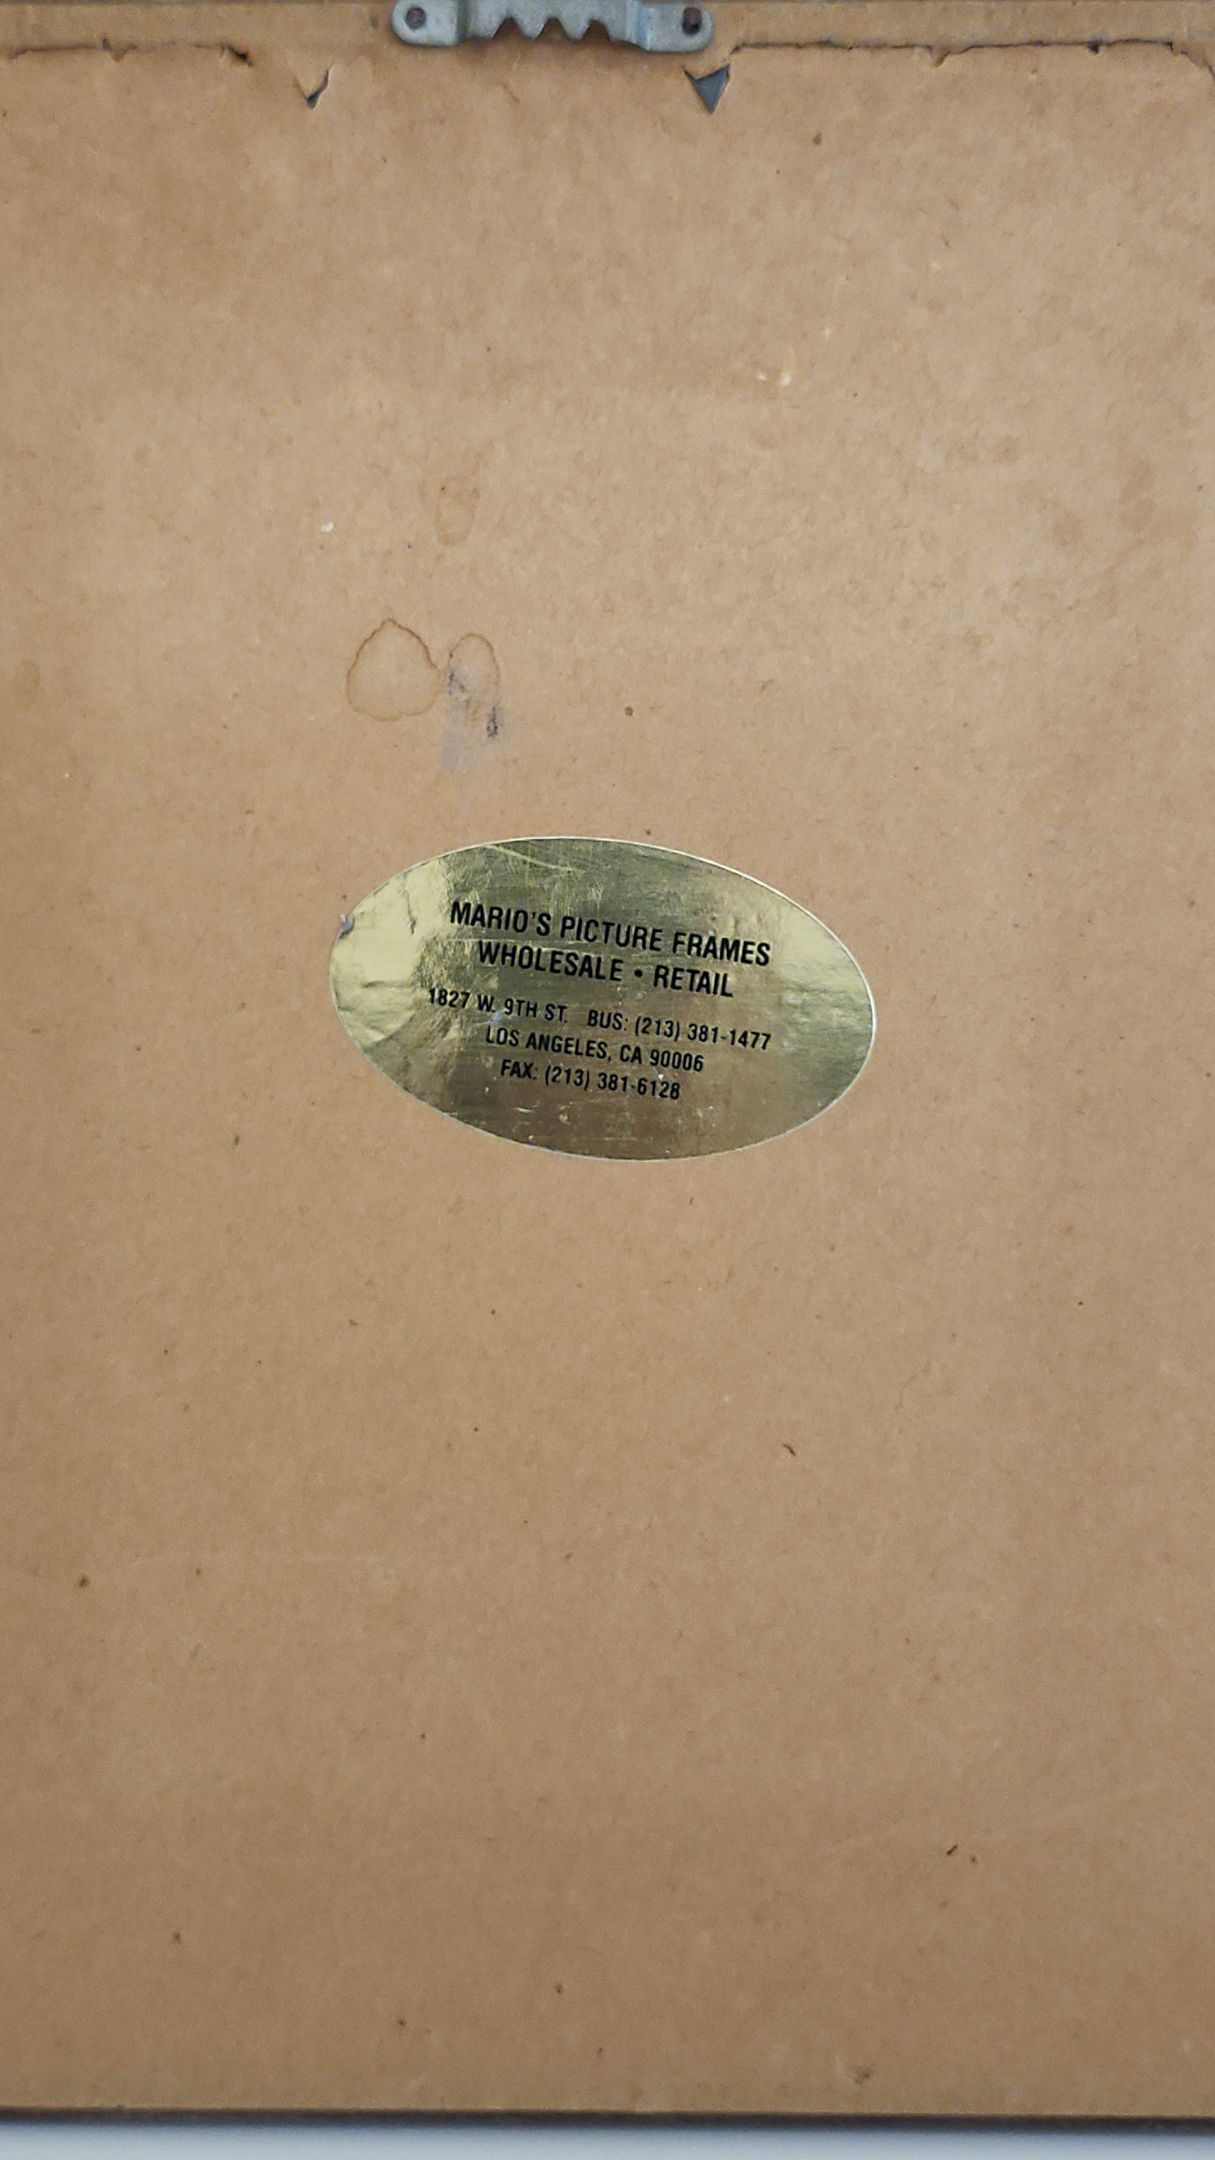 MARIO'S PICTURE FRAMES
WHOLESALE • RETAIL
1827 W. 9TH ST. BUS: (213) 381-1477
LOS ANGELES, CA 90006
FAX: (213) 381-6128